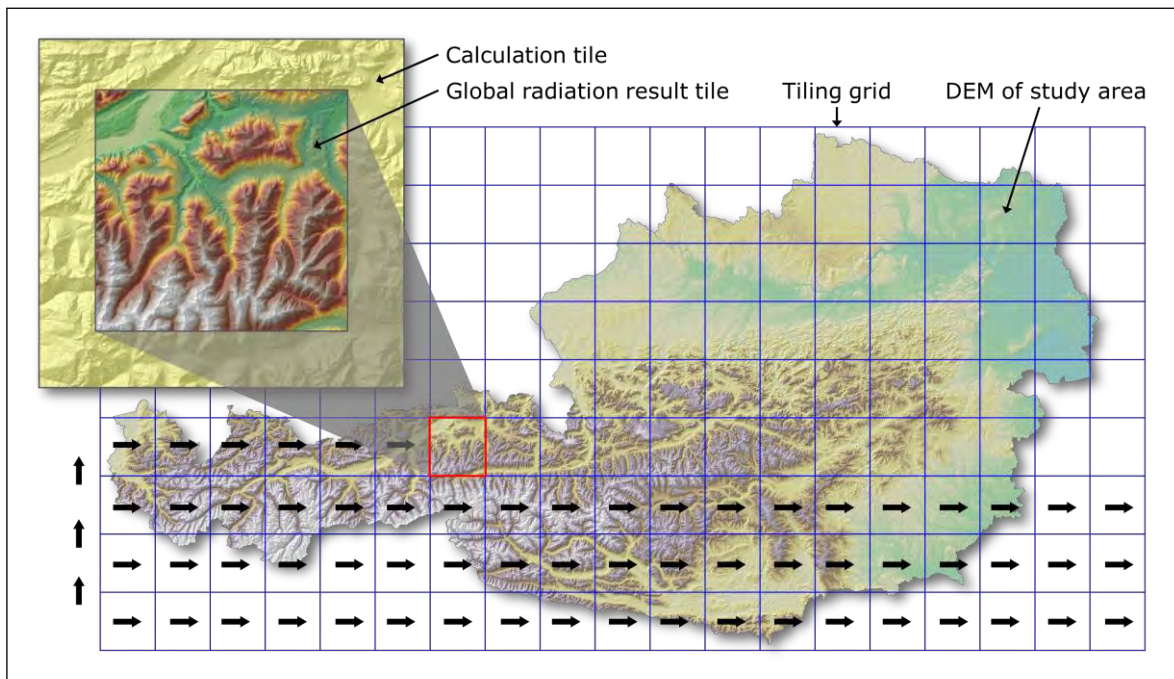 Calculation tile
Global radiation result tile
Tiling grid
DEM of study area